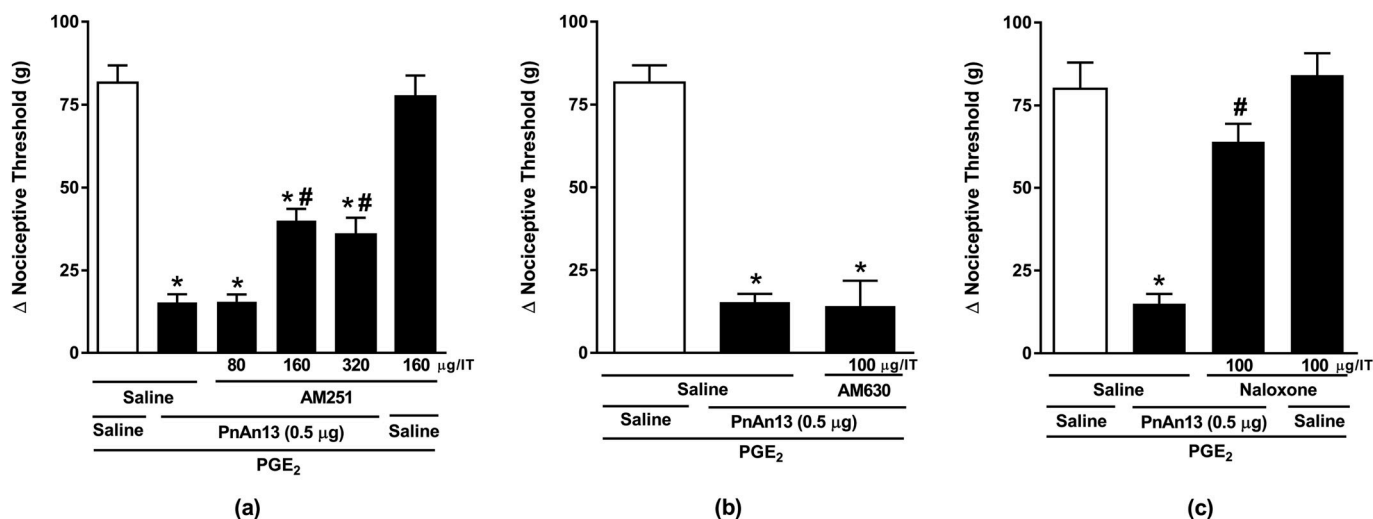 Δ Nociceptive Threshold (g)
100
75
50
25
0
*
*
*#
*#
80 160 320 160 μg/IT
Saline AM251
Saline PnAn13 (0.5 μg) Saline
PGE₂
(a)
Δ Nociceptive Threshold (g)
100
75
50
25
0
*
*
100 μg/IT
Saline AM630
Saline PnAn13 (0.5 μg)
PGE₂
(b)
Δ Nociceptive Threshold (g)
100
75
50
25
0
*
#
100 100 μg/IT
Saline Naloxone
Saline PnAn13 (0.5 μg) Saline
PGE₂
(c)